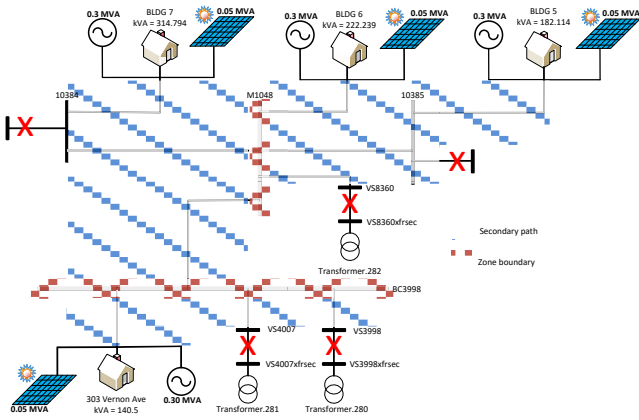 BLDG 7
kVA = 314.794
0.3 MVA
0.05 MVA
BLDG 6
kVA = 222.239
0.3 MVA
0.05 MVA
BLDG 5
kVA = 182.114
0.3 MVA
0.05 MVA
10384
M1048
10385
X
X
VS8360
X
VS8360xfrsec
Transformer.282
Secondary path
Zone boundary
BC3998
VS4007
X
VS4007xfrsec
Transformer.281
VS3998
X
VS3998xfrsec
Transformer.280
0.05 MVA
303 Vernon Ave
kVA = 140.5
0.30 MVA